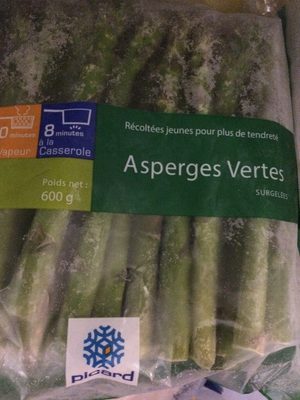 Récoltées jeunes pour plus de tendreté
Asperges Vertes
SURGELÉES
0 minutes
vapeur
8 minutes
à la
Casserole
Poids net :
600 g
picard